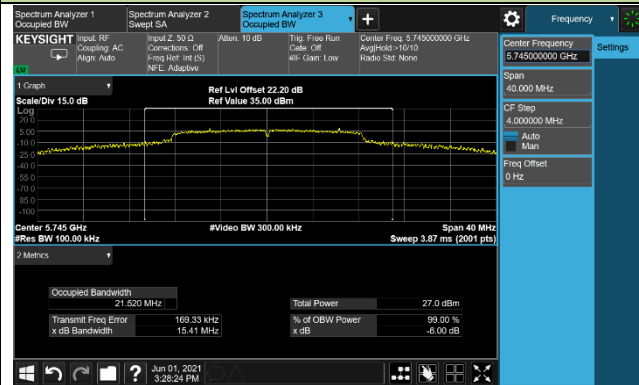 Spectrum Analyzer 1
Occupied BW
Spectrum Analyzer 2
Swept SA
Spectrum Analyzer 3
Occupied BW
Frequency
KEYSIGHT
Input: RF
Coupling: AC
Align: Auto
Input Z: 50 Ω
Corrections: Off
Freq Ref: Int (S)
NFE: Adaptive
Atten: 10 dB
Trig: Free Run
Gate: Off
#IF Gain: Low
Center Freq: 5.745000000 GHz
Avg|Hold:>10/10
Radio Std: None
LXI
Center Frequency
5.745000000 GHz
Settings
Span
40.000 MHz
CF Step
4.000000 MHz
Auto
Man
Freq Offset
0 Hz
1 Graph
Ref Lvl Offset 22.20 dB
Scale/Div 15.0 dB
Ref Value 35.00 dBm
Log
20.0
5.00
-10.0
-25.0
-40.0
-55.0
-70.0
-85.0
-100
Center 5.745 GHz
#Video BW 300.00 kHz
Span 40 MHz
#Res BW 100.00 kHz
Sweep 3.87 ms (2001 pts)
2 Metrics
Occupied Bandwidth
21.520 MHz
Total Power
27.0 dBm
Transmit Freq Error
169.33 kHz
% of OBW Power
99.00 %
x dB Bandwidth
15.41 MHz
x dB
-6.00 dB
?
Jun 01, 2021
3:28:24 PM